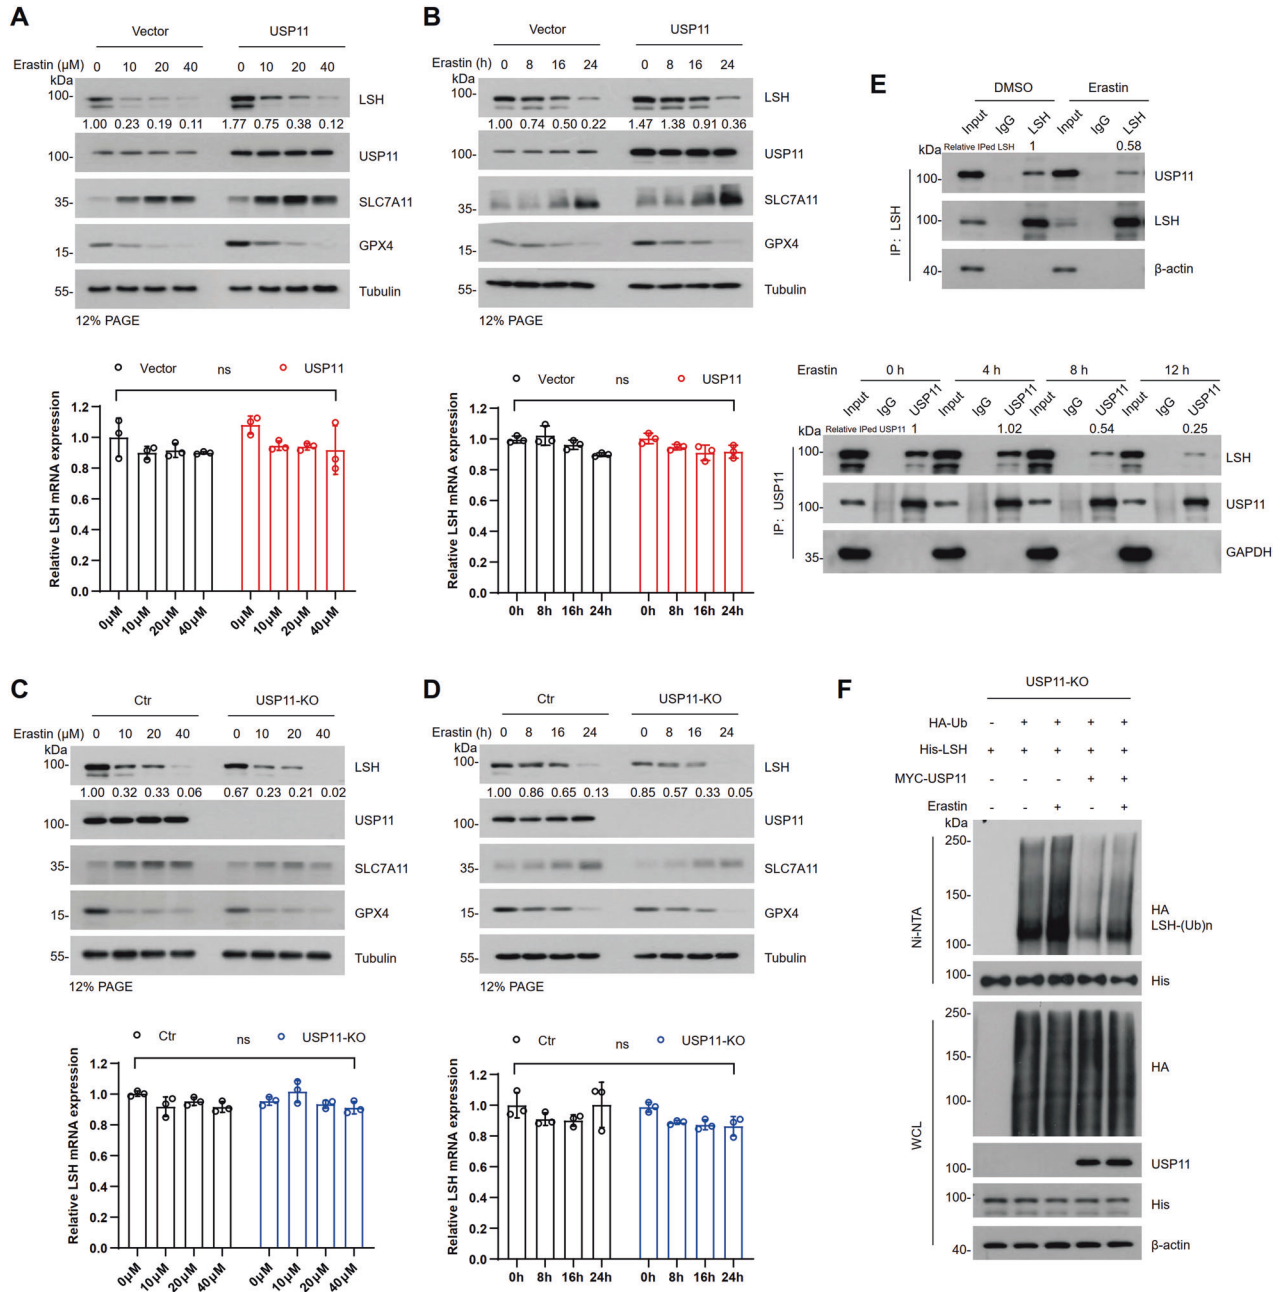 A
Vector USP11
Erastin (μM) 0 10 20 40 0 10 20 40
kDa
100- LSH
1.00 0.23 0.19 0.11 1.77 0.75 0.38 0.12
100- USP11
35- SLC7A11
15- GPX4
55- Tubulin
12% PAGE
Vector ns USP11
Relative LSH mRNA expression
1.2
1.0
0.8
0.6
0.4
0.2
0.0
0μM 10μM 20μM 40μM 0μM 10μM 20μM 40μM
B
Vector USP11
Erastin (h) 0 8 16 24 0 8 16 24
kDa
100- LSH
1.00 0.74 0.50 0.22 1.47 1.38 0.91 0.36
100- USP11
35- SLC7A11
15- GPX4
55- Tubulin
12% PAGE
Vector ns USP11
Relative LSH mRNA expression
1.2
1.0
0.8
0.6
0.4
0.2
0.0
0h 8h 16h 24h 0h 8h 16h 24h
C
Ctr USP11-KO
Erastin (μM) 0 10 20 40 0 10 20 40
kDa
100- LSH
1.00 0.32 0.33 0.06 0.67 0.23 0.21 0.02
100- USP11
35- SLC7A11
15- GPX4
55- Tubulin
12% PAGE
Ctr ns USP11-KO
Relative LSH mRNA expression
1.2
1.0
0.8
0.6
0.4
0.2
0.0
0μM 10μM 20μM 40μM 0μM 10μM 20μM 40μM
D
Ctr USP11-KO
Erastin (h) 0 8 16 24 0 8 16 24
kDa
100- LSH
1.00 0.86 0.65 0.13 0.85 0.57 0.33 0.05
100- USP11
35- SLC7A11
15- GPX4
55- Tubulin
12% PAGE
Ctr ns USP11-KO
Relative LSH mRNA expression
1.2
1.0
0.8
0.6
0.4
0.2
0.0
0h 8h 16h 24h 0h 8h 16h 24h
E
DMSO Erastin
Input IgG LSH Input IgG LSH
kDa Relative IPed LSH 1 0.58
IP: LSH
100- USP11
100- LSH
40- β-actin
Erastin 0 h 4 h 8 h 12 h
Input IgG USP11 Input IgG USP11 Input IgG USP11 Input IgG USP11
kDa Relative IPed USP11 1 1.02 0.54 0.25
IP: USP11
100- LSH
100- USP11
35- GAPDH
F
USP11-KO
HA-Ub - + + + +
His-LSH + + + + +
MYC-USP11 - - - + +
Erastin - - + - +
kDa
Ni-NTA
250-
150-
HA
LSH-(Ub)n
100-
100- His
WCL
250-
150-
HA
100-
100- USP11
100- His
40- β-actin